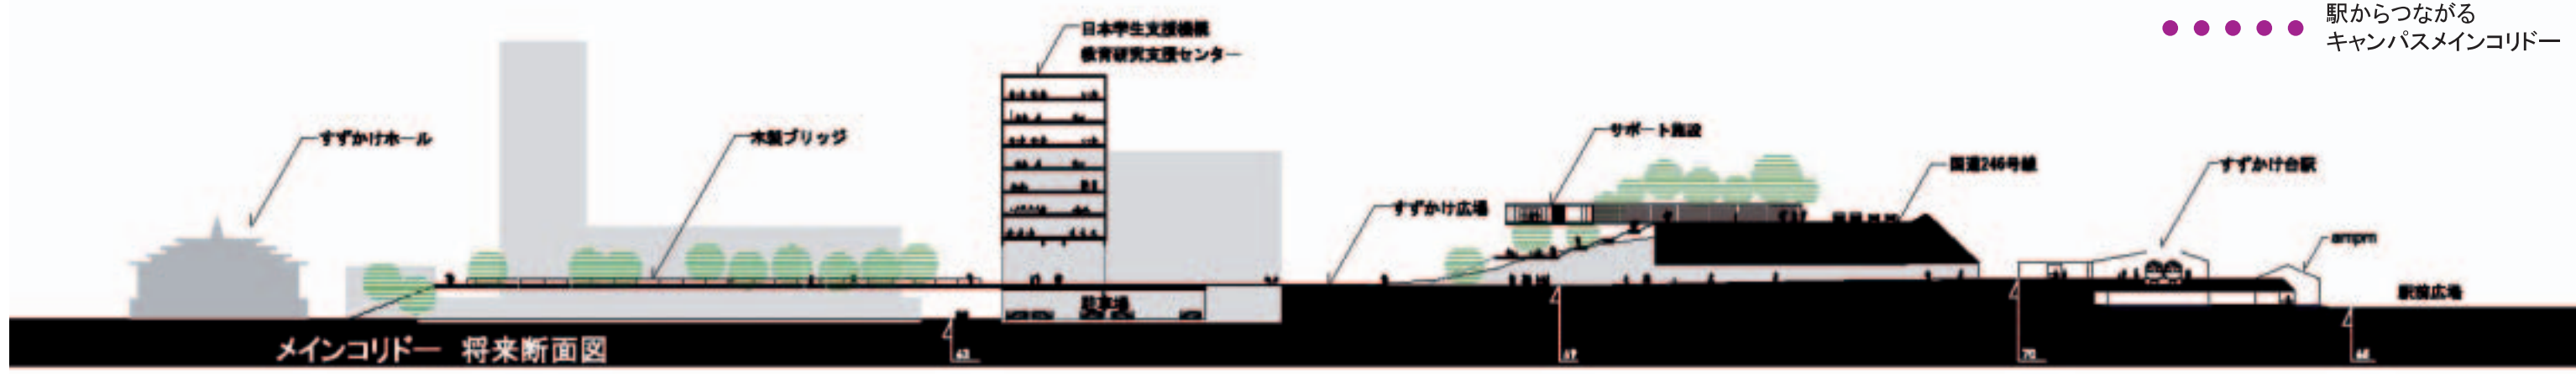 駅からつながる
キャンパスメインコリドー
日本学生支援機構
教育研究支援センター
すずかけホール
木製ブリッジ
サポート施設
国道246号線
すずかけ台駅
すずかけ広場
ampm
駅前広場
駐車場
メインコリドー 将来断面図
63
69
70
68